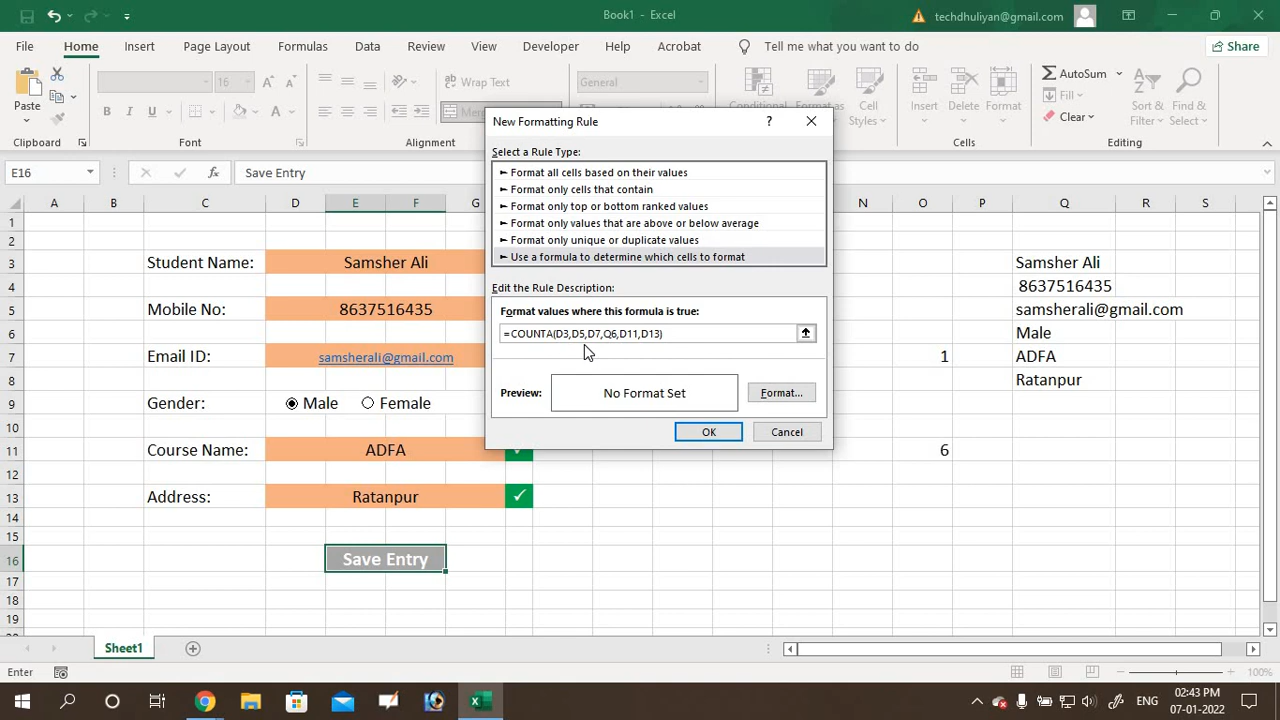 Book1 - Excel
techdhuliyan@gmail.com
File Home Insert Page Layout Formulas Data Review View Developer Help Acrobat Tell me what you want to do Share
Paste
16
B I U
Wrap Text
General
Conditional Format as Cell
Styles
Insert Delete Format
AutoSum
Fill
Clear
Sort & Find &
Filter Select
Clipboard Font Alignment Cells Editing
E16 fx Save Entry
New Formatting Rule ?
Select a Rule Type:
► Format all cells based on their values
► Format only cells that contain
► Format only top or bottom ranked values
► Format only values that are above or below average
► Format only unique or duplicate values
► Use a formula to determine which cells to format
Edit the Rule Description:
Format values where this formula is true:
=COUNTA(D3,D5,D7,Q6,D11,D13)
Preview: No Format Set Format...
OK Cancel
A B C D E F G N O P Q R S
1
2
3 Student Name: Samsher Ali Samsher Ali
4 8637516435
5 Mobile No: 8637516435 samsherali@gmail.com
6 Male
7 Email ID: samsherali@gmail.com 1 ADFA
8 Ratanpur
9 Gender: Male Female
10
11 Course Name: ADFA ✓ 6
12
13 Address: Ratanpur ✓
14
15
16 Save Entry
17
18
19
Sheet1
Enter 100%
ENG 02:43 PM
07-01-2022